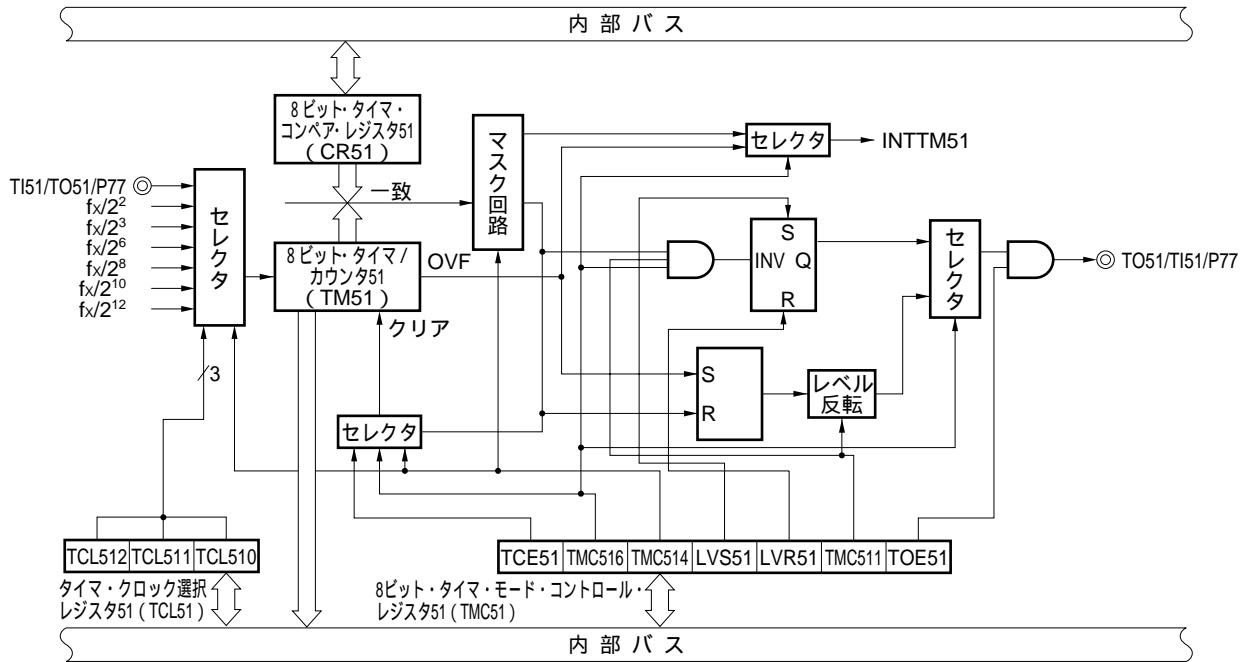 内部バス
8ビット・タイマ・
コンペア・レジスタ51
(CR51)
マスク回路
セレクタ
INTTM51
TI51/TO51/P77
fx/2²
fx/2³
fx/2⁶
fx/2⁸
fx/2¹⁰
fx/2¹²
セレクタ
一致
8ビット・タイマ/
カウンタ51
(TM51)
OVF
クリア
S
INV Q
R
セレクタ
TO51/TI51/P77
S
R
レベル
反転
3
セレクタ
TCL512 TCL511 TCL510
タイマ・クロック選択
レジスタ51(TCL51)
TCE51 TMC516 TMC514 LVS51 LVR51 TMC511 TOE51
8ビット・タイマ・モード・コントロール・
レジスタ51(TMC51)
内部バス